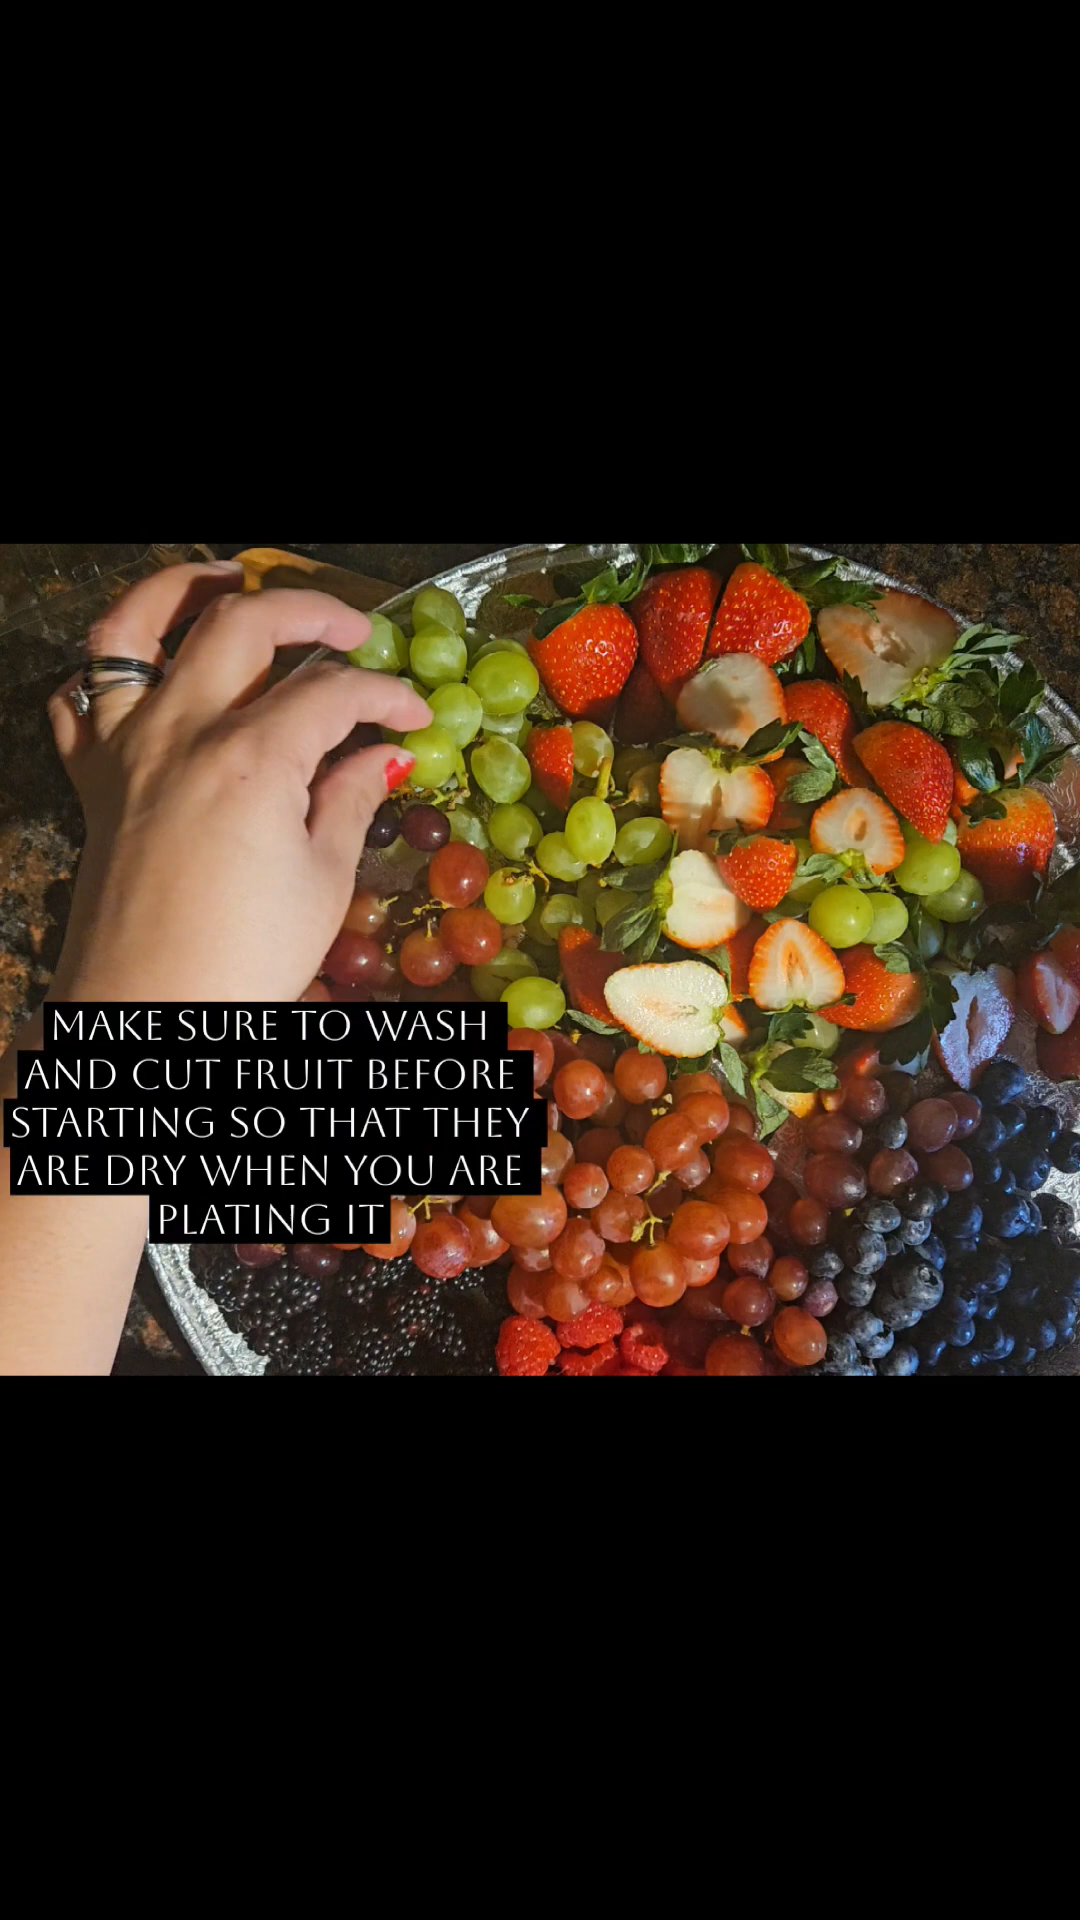 MAKE SURE TO WASH
AND CUT FRUIT BEFORE
STARTING SO THAT THEY
ARE DRY WHEN YOU ARE
PLATING IT